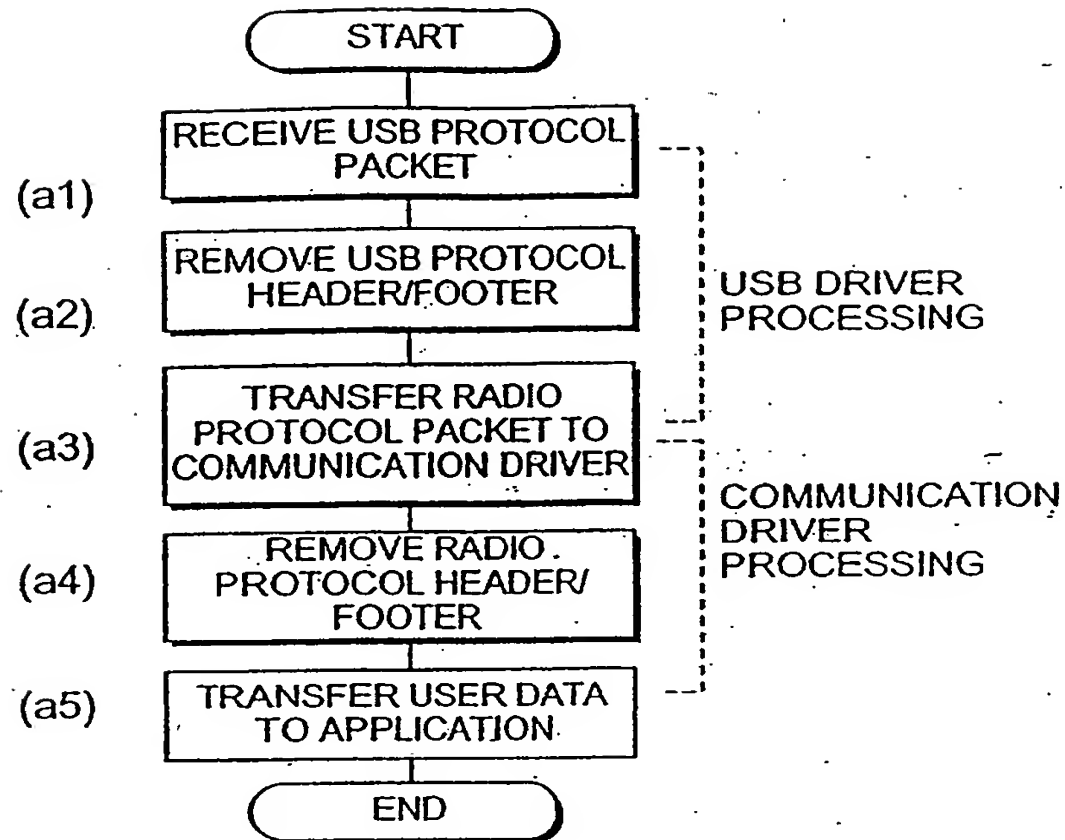 START
RECEIVE USB PROTOCOL
PACKET
(a1)
REMOVE USB PROTOCOL
HEADER/FOOTER
(a2)
USB DRIVER
PROCESSING
TRANSFER RADIO
PROTOCOL PACKET TO
COMMUNICATION DRIVER
(a3)
COMMUNICATION
DRIVER
PROCESSING
REMOVE RADIO
PROTOCOL HEADER/
FOOTER
(a4)
TRANSFER USER DATA
TO APPLICATION
(a5)
END